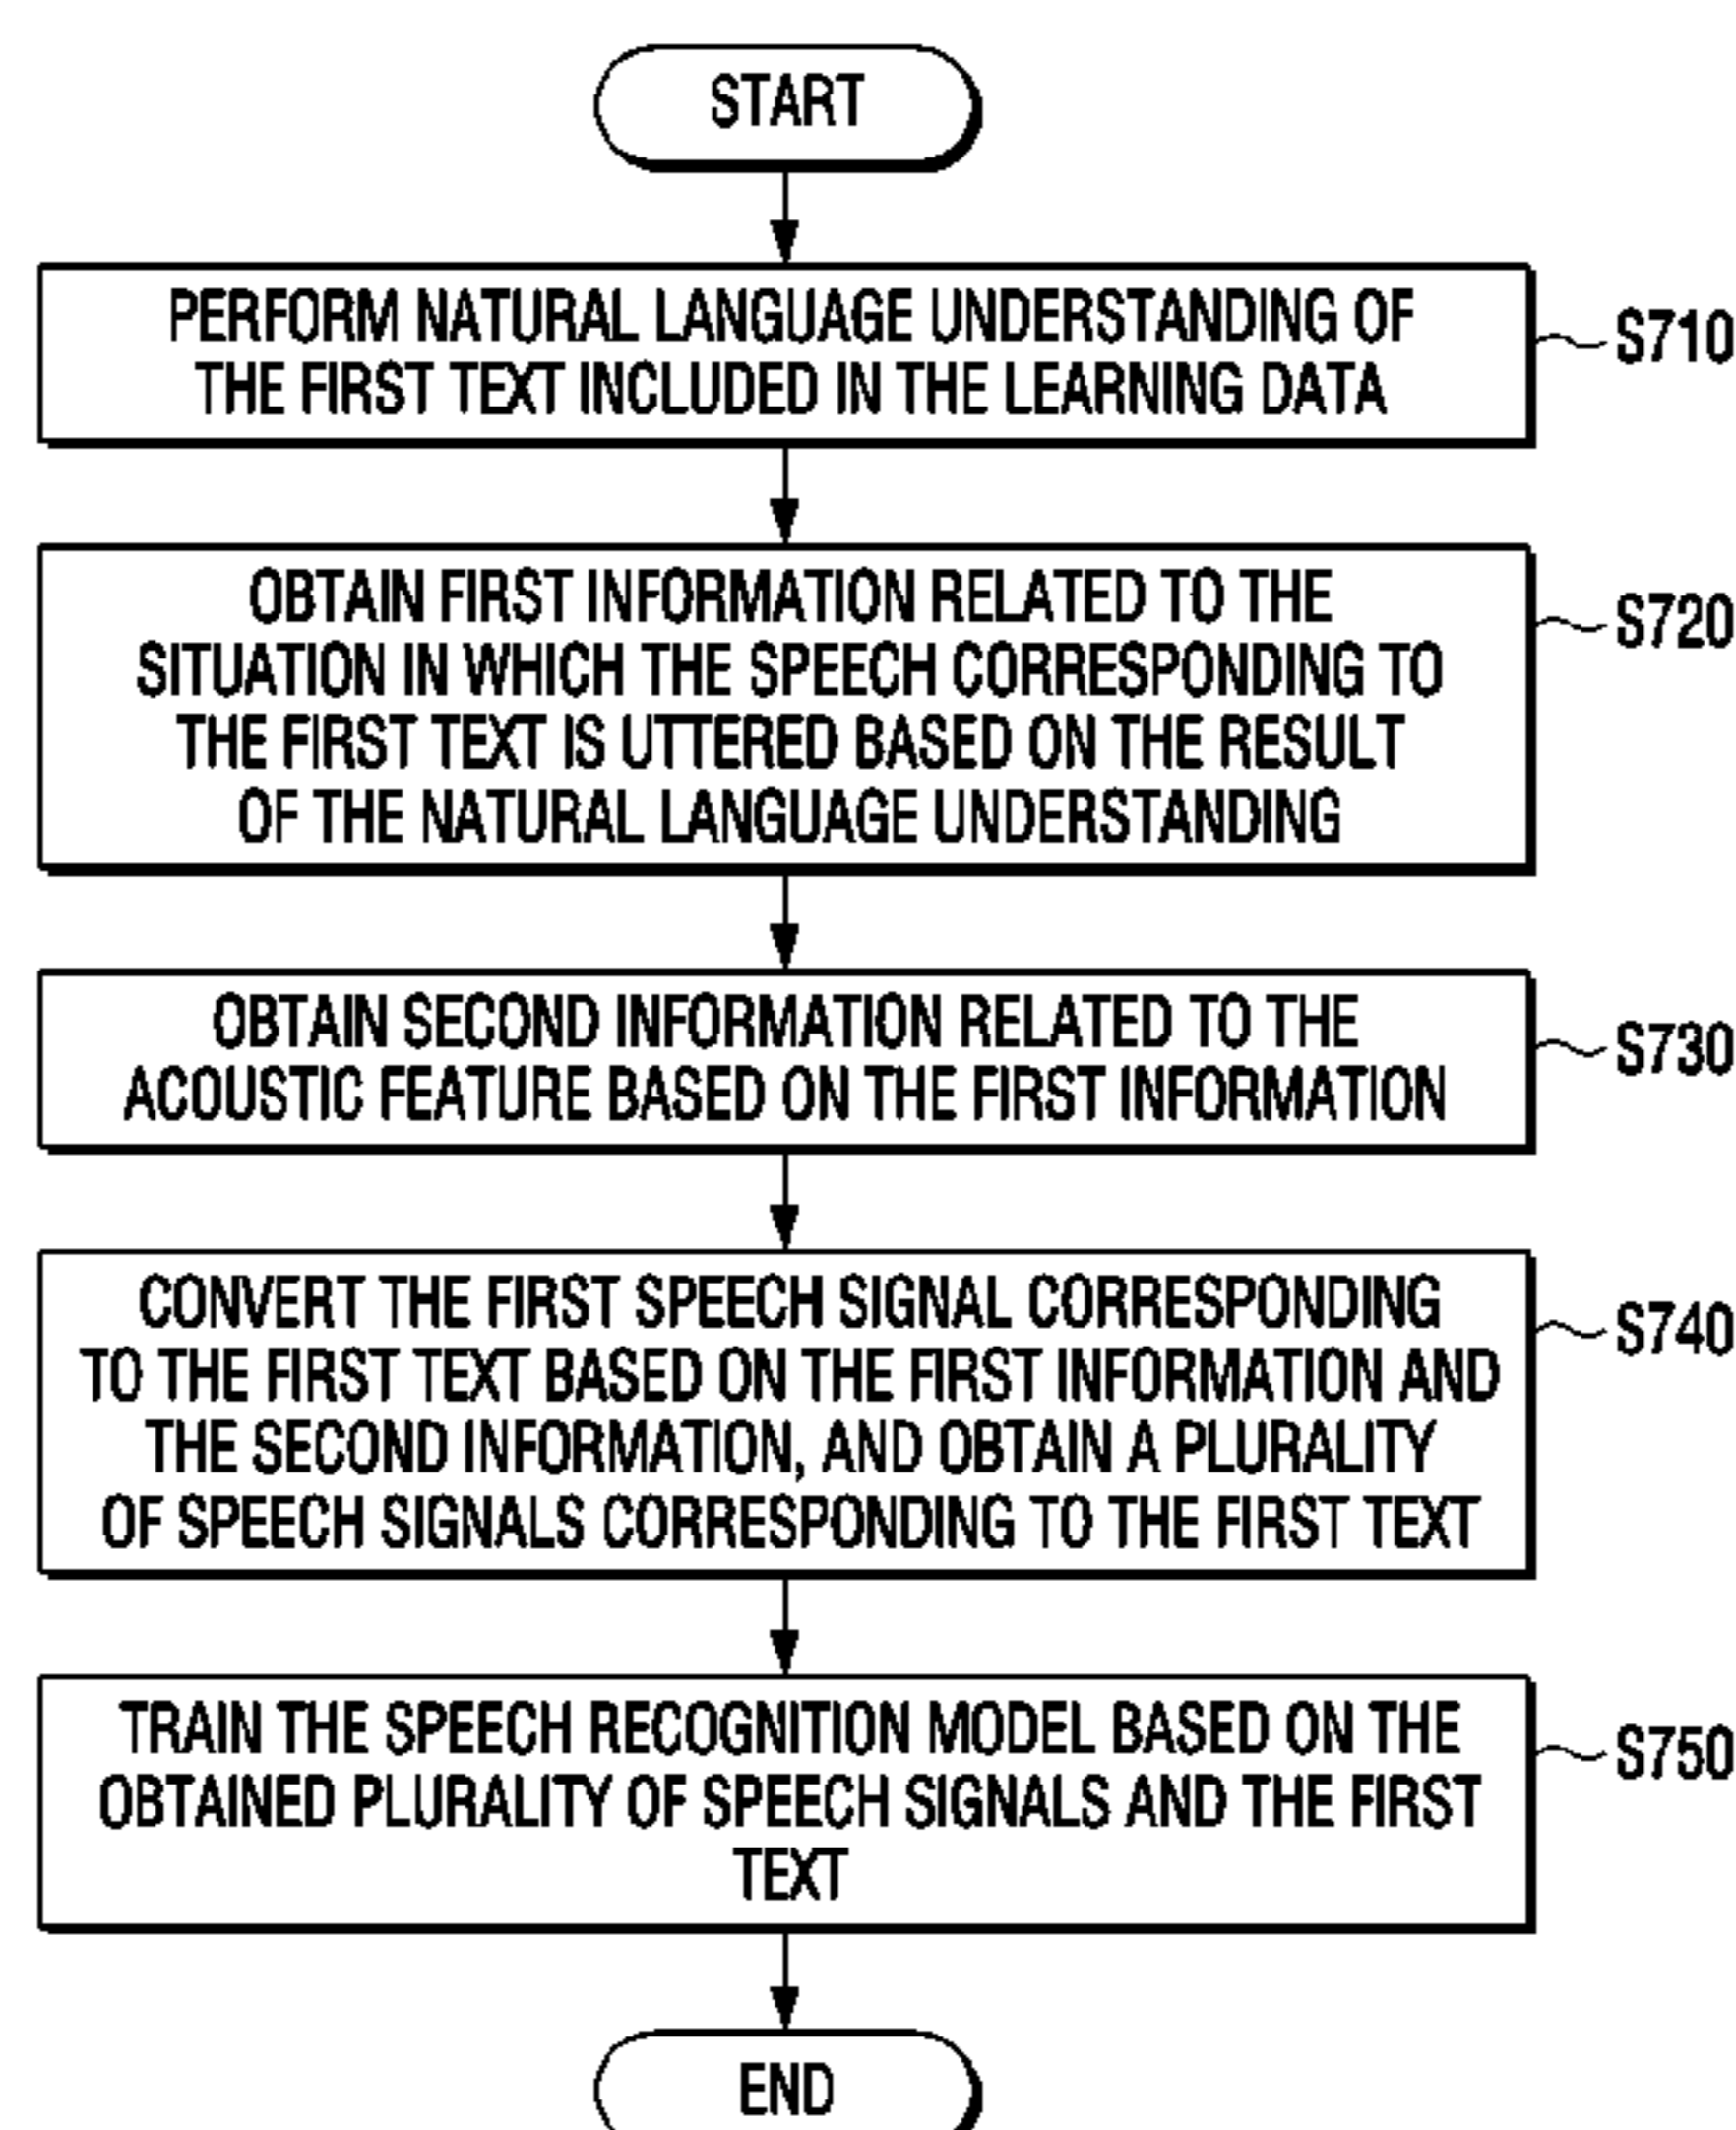 START
PERFORM NATURAL LANGUAGE UNDERSTANDING OF
THE FIRST TEXT INCLUDED IN THE LEARNING DATA
S710
OBTAIN FIRST INFORMATION RELATED TO THE
SITUATION IN WHICH THE SPEECH CORRESPONDING TO
THE FIRST TEXT IS UTTERED BASED ON THE RESULT
OF THE NATURAL LANGUAGE UNDERSTANDING
S720
OBTAIN SECOND INFORMATION RELATED TO THE
ACOUSTIC FEATURE BASED ON THE FIRST INFORMATION
S730
CONVERT THE FIRST SPEECH SIGNAL CORRESPONDING
TO THE FIRST TEXT BASED ON THE FIRST INFORMATION AND
THE SECOND INFORMATION, AND OBTAIN A PLURALITY
OF SPEECH SIGNALS CORRESPONDING TO THE FIRST TEXT
S740
TRAIN THE SPEECH RECOGNITION MODEL BASED ON THE
OBTAINED PLURALITY OF SPEECH SIGNALS AND THE FIRST
TEXT
S750
END